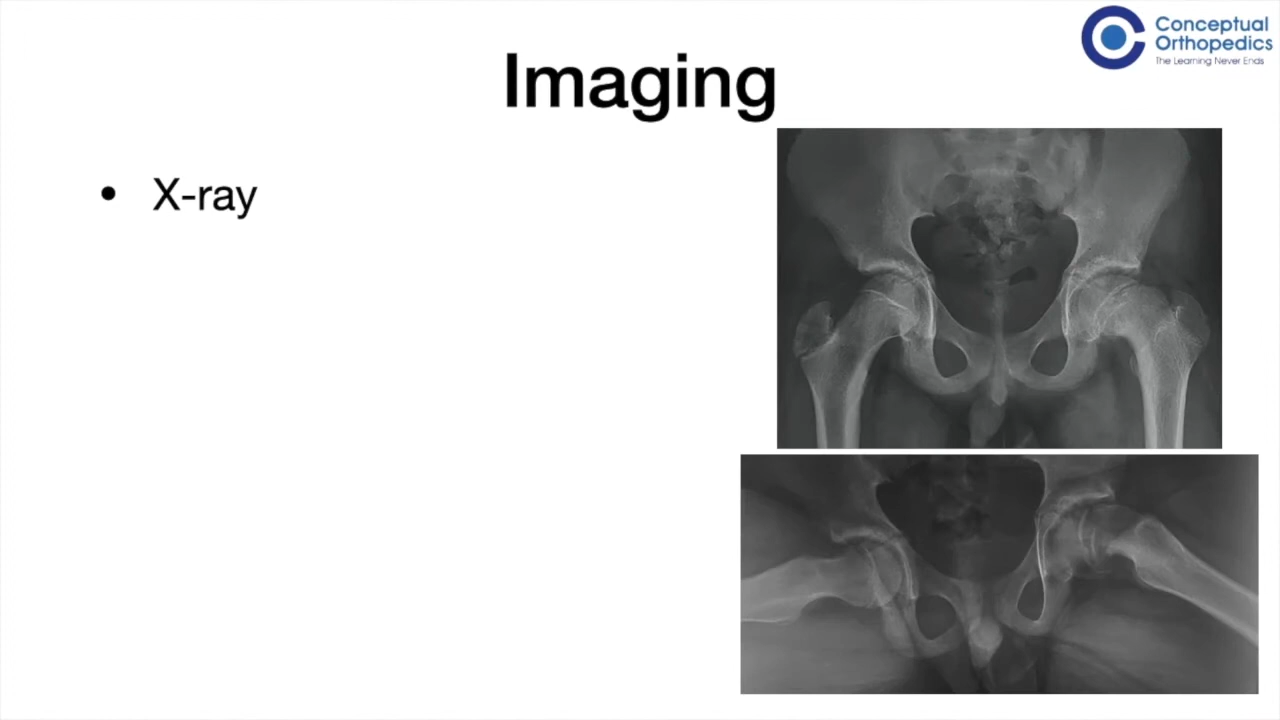 Conceptual
Orthopedics
The Learning Never Ends
Imaging
• X-ray